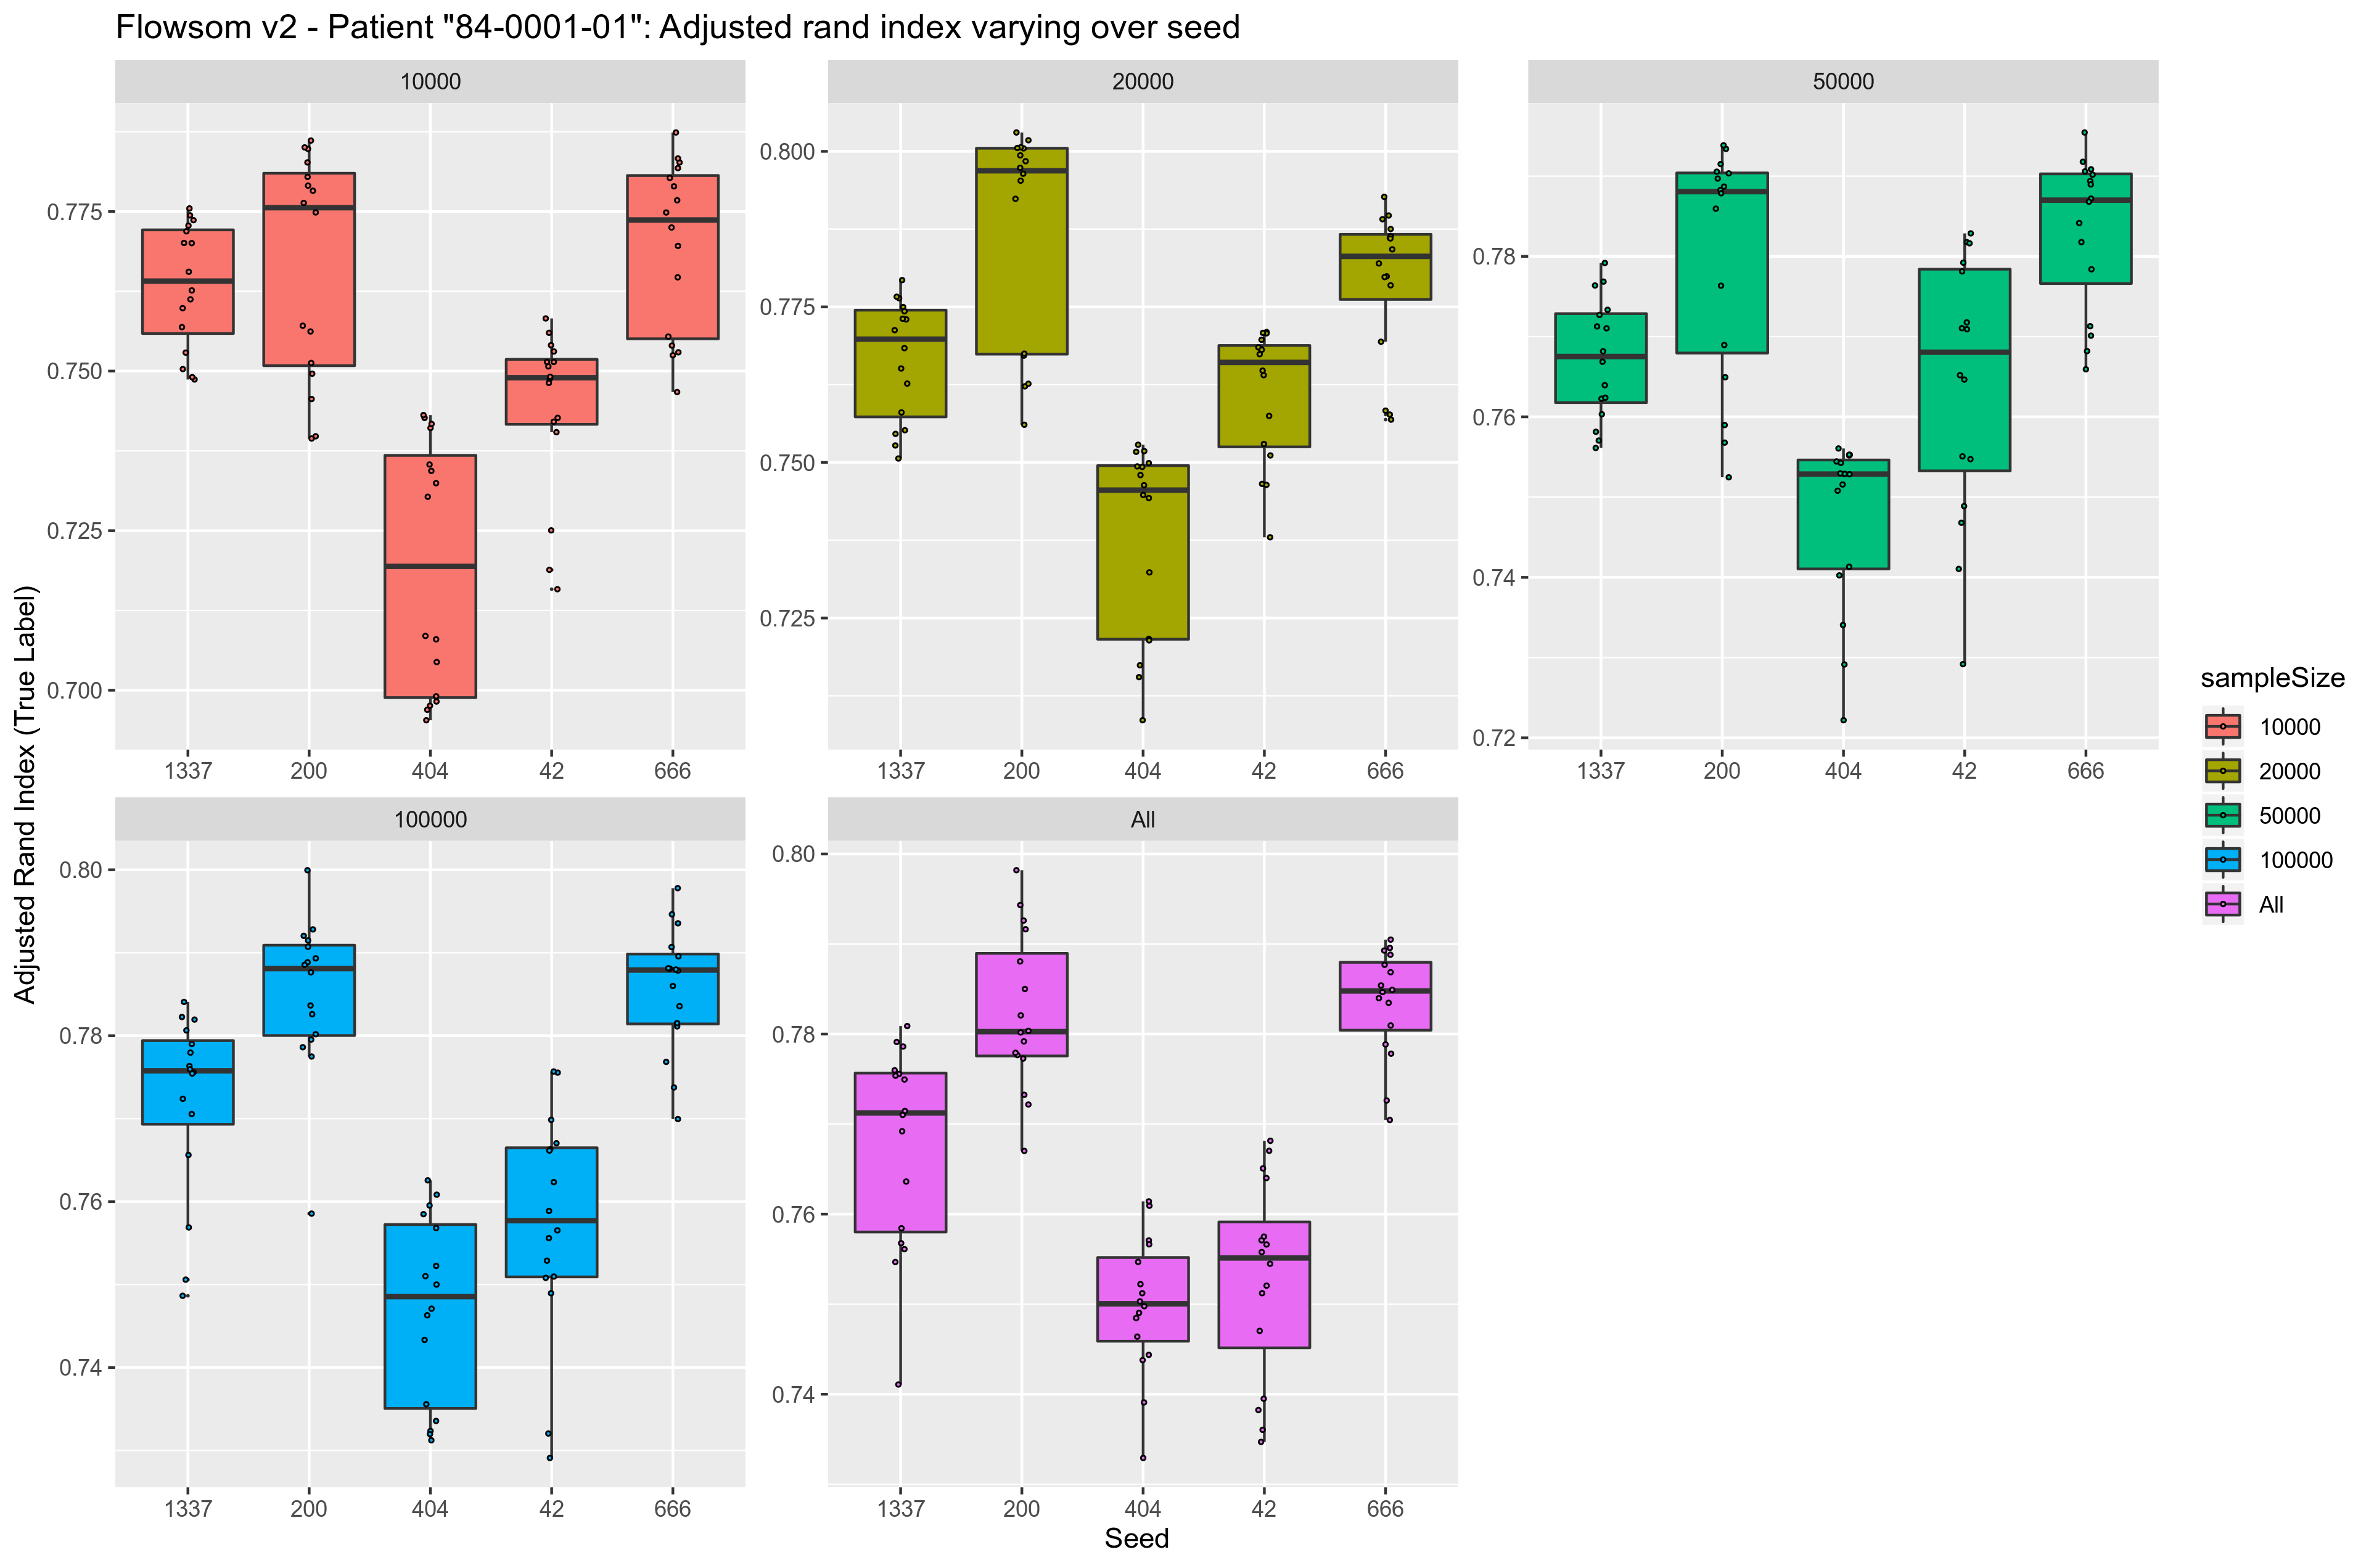 Flowsom v2 - Patient "84-0001-01": Adjusted rand index varying over seed
Adjusted Rand Index (True Label)
10000
0.775
0.750
0.725
0.700
1337 200 404 42 666
20000
0.800
0.775
0.750
0.725
1337 200 404 42 666
50000
0.78
0.76
0.74
0.72
1337 200 404 42 666
100000
0.80
0.78
0.76
0.74
1337 200 404 42 666
All
0.80
0.78
0.76
0.74
1337 200 404 42 666
Seed
sampleSize
10000
20000
50000
100000
All